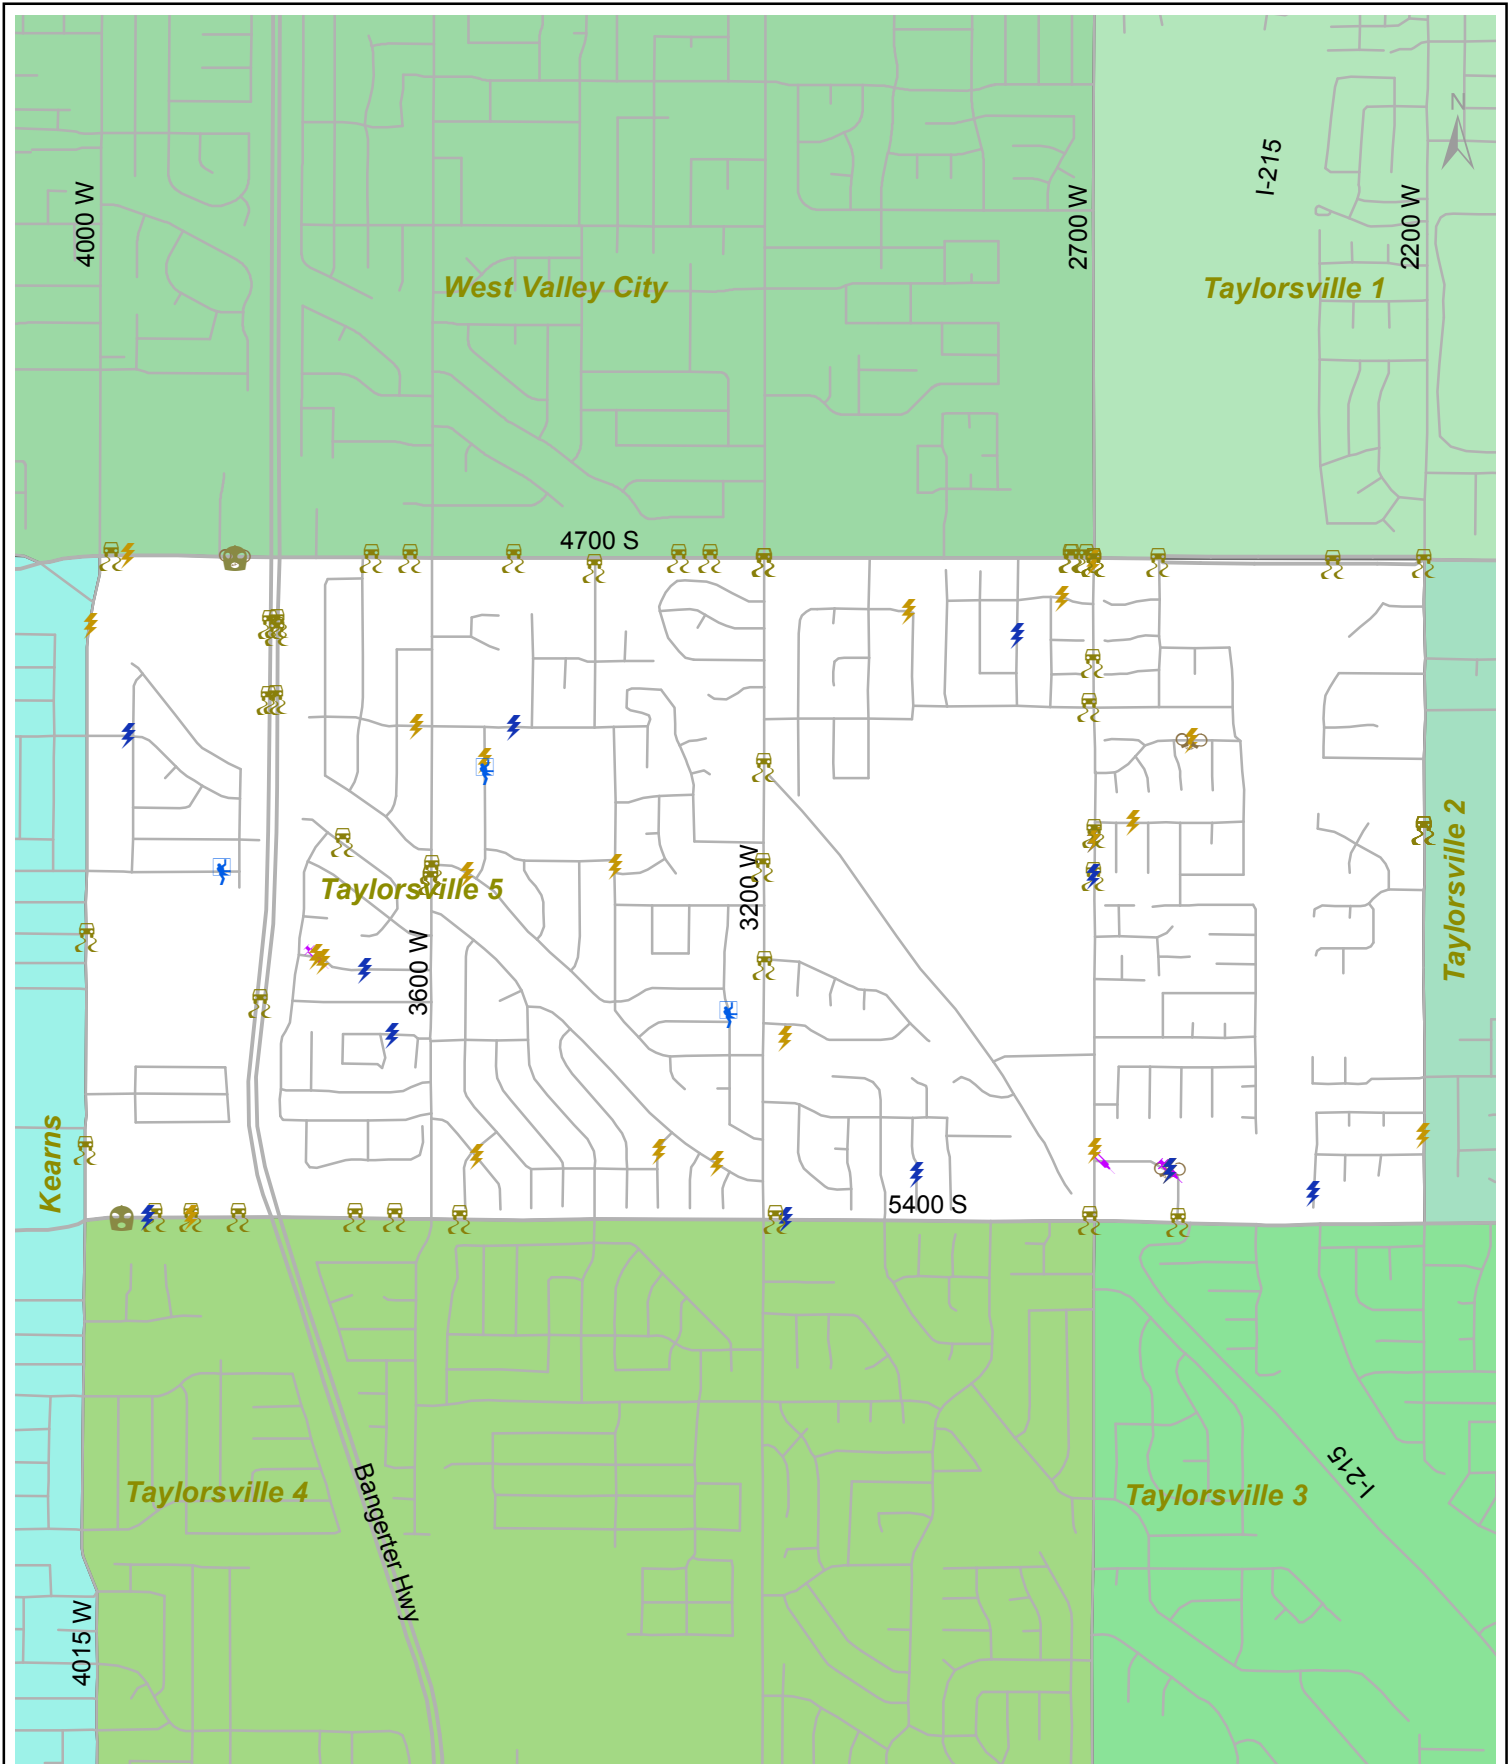 N
I-215
4000 W
2700 W
2200 W
West Valley City
Taylorsville 1
4700 S
Taylorsville 2
3200 W
Taylorsville 5
3600 W
Kearns
5400 S
I-215
Taylorsville 4
Taylorsville 3
Bangerter Hwy
4015 W